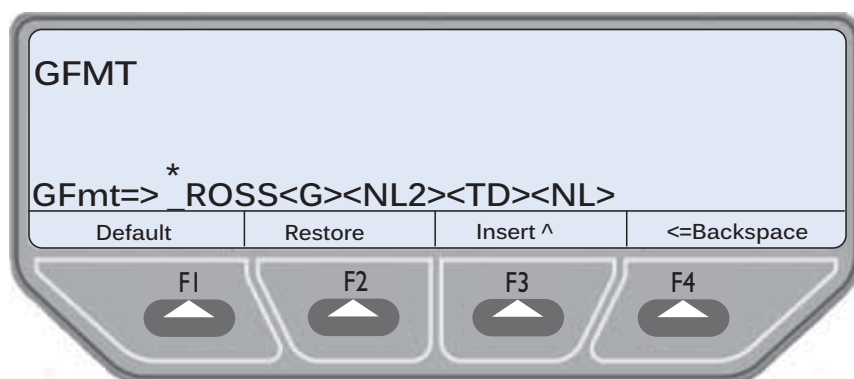 GFMT
*
GFmt=> _ROSS<G><NL2><TD><NL>
Default Restore Insert ^ <=Backspace
F1 F2 F3 F4